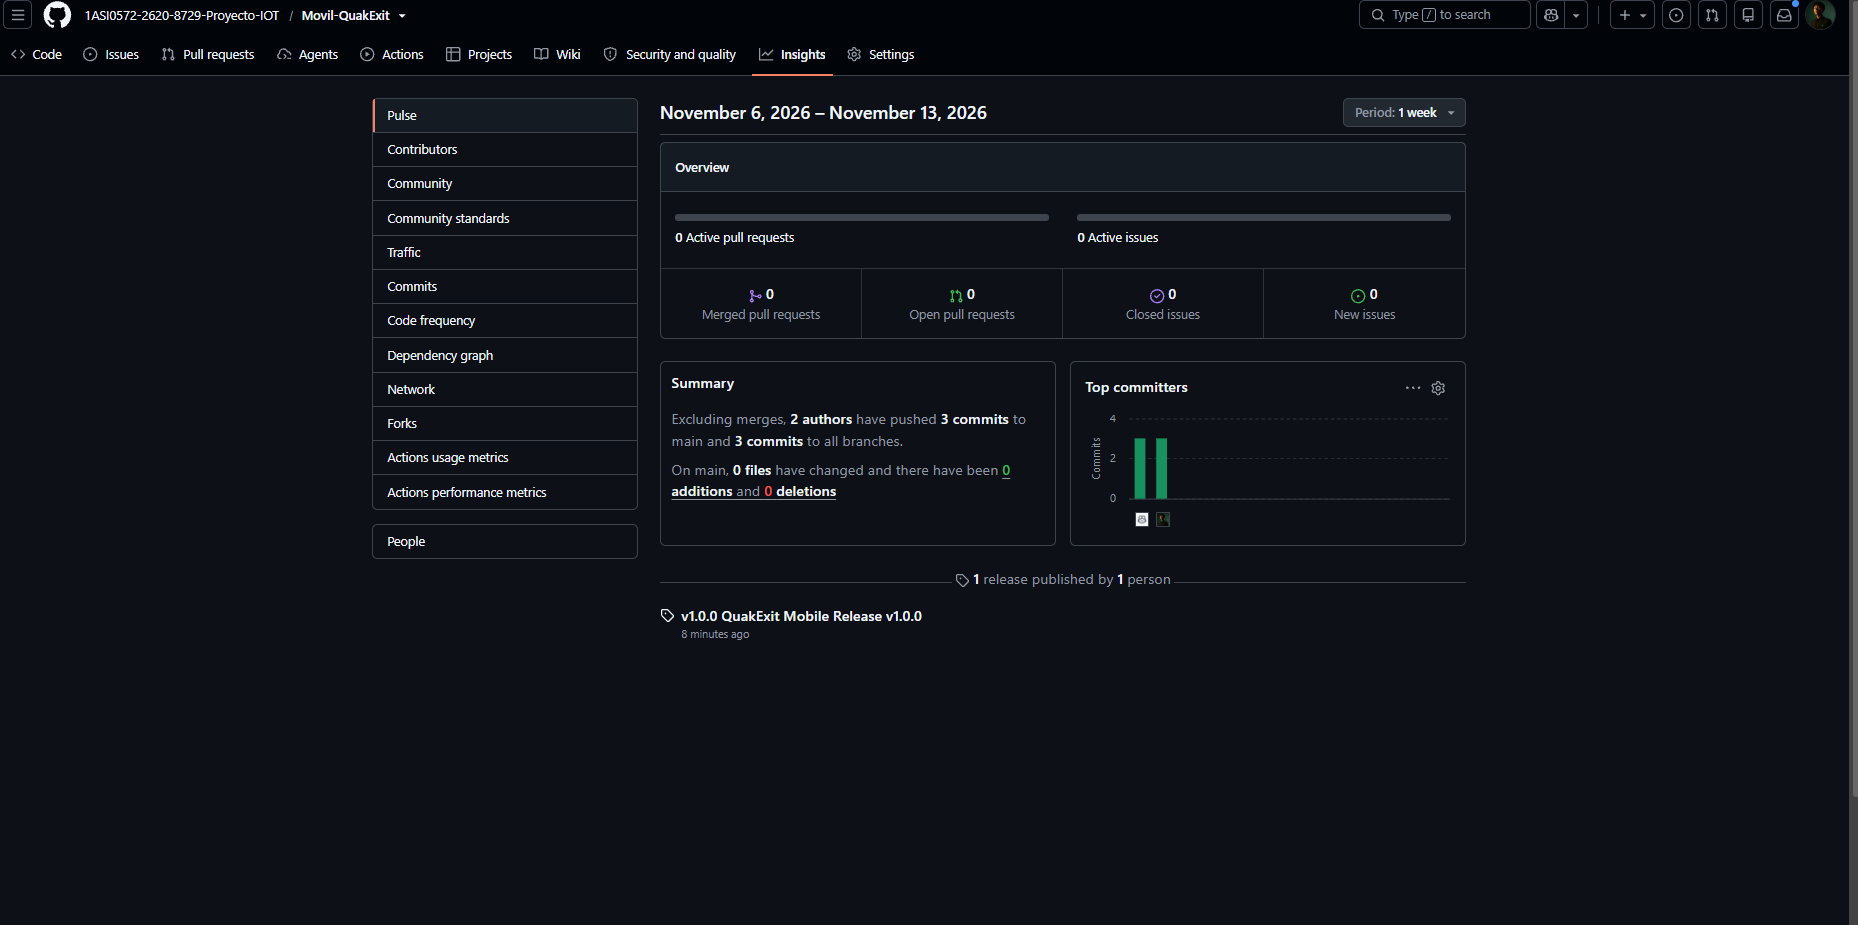 1ASI0572-2620-8729-Proyecto-IOT / Movil-QuakExit
Type / to search
Code Issues Pull requests Agents Actions Projects Wiki Security and quality Insights Settings
Pulse
Contributors
Community
Community standards
Traffic
Commits
Code frequency
Dependency graph
Network
Forks
Actions usage metrics
Actions performance metrics
People
November 6, 2026 – November 13, 2026
Period: 1 week
Overview
0 Active pull requests
0 Active issues
0
Merged pull requests
0
Open pull requests
0
Closed issues
0
New issues
Summary
Excluding merges, 2 authors have pushed 3 commits to
main and 3 commits to all branches.
On main, 0 files have changed and there have been 0
additions and 0 deletions
Top committers
Commits
4
2
0
1 release published by 1 person
v1.0.0 QuakExit Mobile Release v1.0.0
8 minutes ago